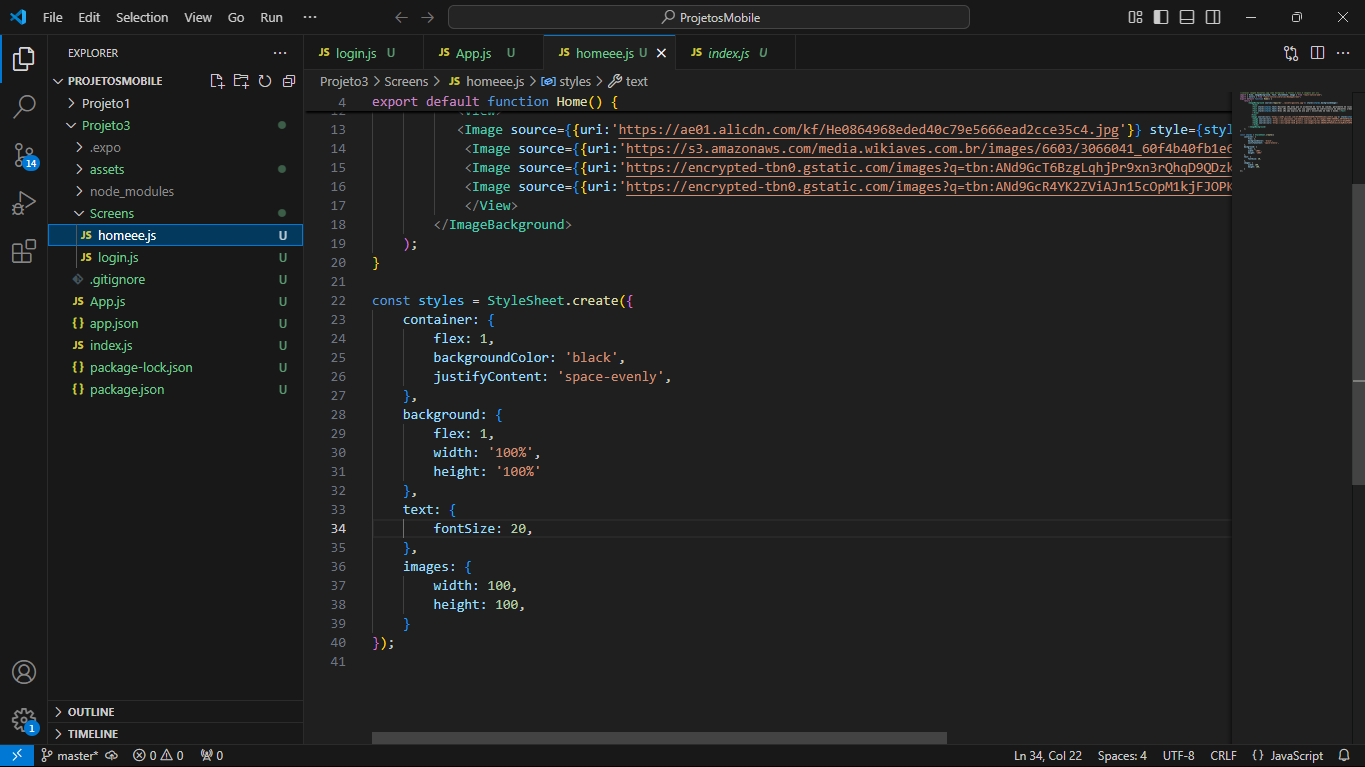 File Edit Selection View Go Run ··· ProjetosMobile
EXPLORER ···
PROJETOSMOBILE
Projeto1
Projeto3
.expo
assets
node_modules
Screens
JS homeee.js U
JS login.js U
.gitignore U
JS App.js U
{} app.json U
JS index.js U
{} package-lock.json U
{} package.json U
OUTLINE
TIMELINE
14
1
JS login.js U JS App.js U JS homeee.js U JS index.js U
Projeto3 > Screens > JS homeee.js > styles > text
4 export default function Home() {
13 <Image source={{uri:'https://ae01.alicdn.com/kf/He0864968eded40c79e5666ead2cce35c4.jpg'}} style={styl
14 <Image source={{uri:'https://s3.amazonaws.com/media.wikiaves.com.br/images/6603/3066041_60f4b40fb1e6
15 <Image source={{uri:'https://encrypted-tbn0.gstatic.com/images?q=tbn:ANd9GcT6BzgLqhjPr9xn3rQhqD9QDzk
16 <Image source={{uri:'https://encrypted-tbn0.gstatic.com/images?q=tbn:ANd9GcR4YK2ZViAJn15cOpM1kjFJOPK
17 </View>
18 </ImageBackground>
19 );
20 }
21
22 const styles = StyleSheet.create({
23 container: {
24 flex: 1,
25 backgroundColor: 'black',
26 justifyContent: 'space-evenly',
27 },
28 background: {
29 flex: 1,
30 width: '100%',
31 height: '100%'
32 },
33 text: {
34 fontSize: 20,
35 },
36 images: {
37 width: 100,
38 height: 100,
39 }
40 });
41
master* 0 0 0 Ln 34, Col 22 Spaces: 4 UTF-8 CRLF {} JavaScript